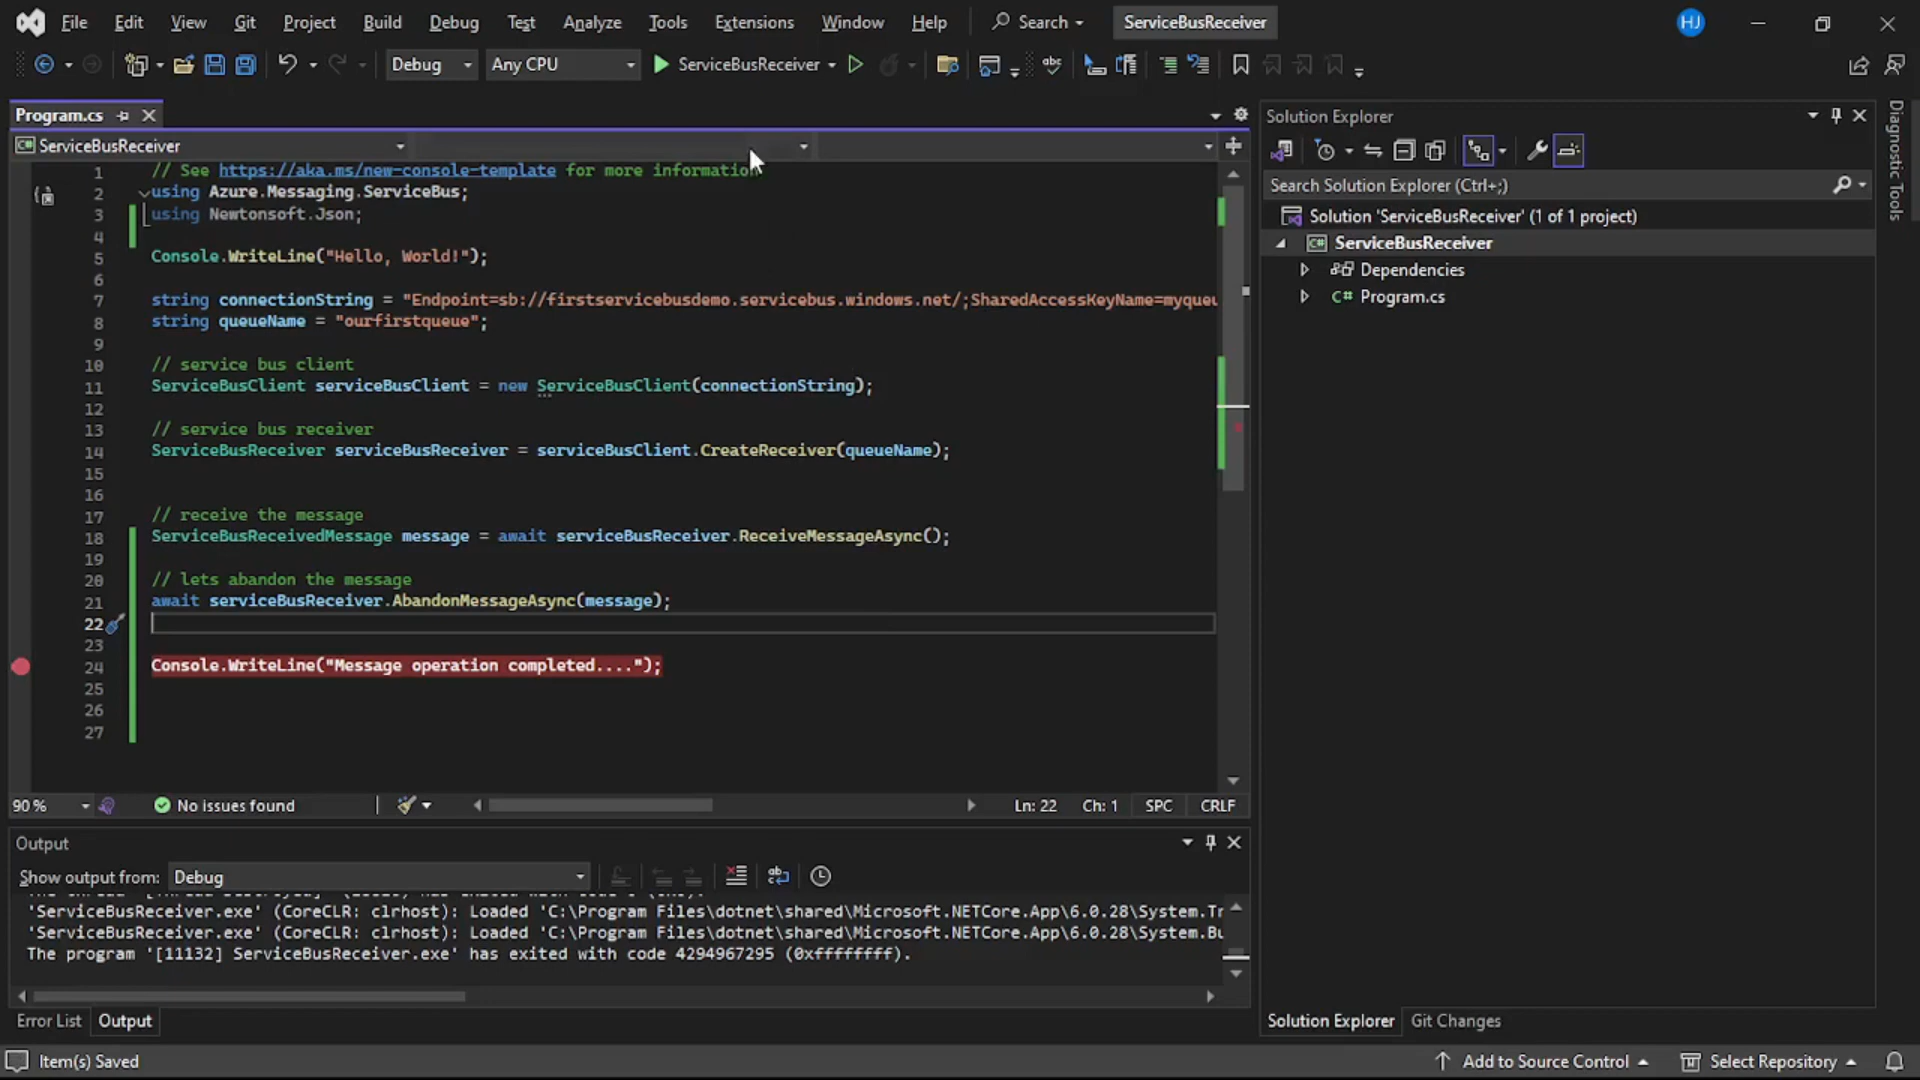 File Edit View Git Project Build Debug Test Analyze Tools Extensions Window Help Search ServiceBusReceiver HJ
Debug Any CPU ServiceBusReceiver
Program.cs
ServiceBusReceiver
1 // See https://aka.ms/new-console-template for more information
2 using Azure.Messaging.ServiceBus;
3 using Newtonsoft.Json;
4
5 Console.WriteLine("Hello, World!");
6
7 string connectionString = "Endpoint=sb://firstservicebusdemo.servicebus.windows.net/;SharedAccessKeyName=myqueu
8 string queueName = "ourfirstqueue";
9
10 // service bus client
11 ServiceBusClient serviceBusClient = new ServiceBusClient(connectionString);
12
13 // service bus receiver
14 ServiceBusReceiver serviceBusReceiver = serviceBusClient.CreateReceiver(queueName);
15
16
17 // receive the message
18 ServiceBusReceivedMessage message = await serviceBusReceiver.ReceiveMessageAsync();
19
20 // lets abandon the message
21 await serviceBusReceiver.AbandonMessageAsync(message);
22
23
24 Console.WriteLine("Message operation completed....");
25
26
27
90 % No issues found Ln: 22 Ch: 1 SPC CRLF
Output
Show output from: Debug
'ServiceBusReceiver.exe' (CoreCLR: clrhost): Loaded 'C:\Program Files\dotnet\shared\Microsoft.NETCore.App\6.0.28\System.Tr
'ServiceBusReceiver.exe' (CoreCLR: clrhost): Loaded 'C:\Program Files\dotnet\shared\Microsoft.NETCore.App\6.0.28\System.Bu
The program '[11132] ServiceBusReceiver.exe' has exited with code 4294967295 (0xffffffff).
Error List Output
Solution Explorer
Search Solution Explorer (Ctrl+;)
Solution 'ServiceBusReceiver' (1 of 1 project)
ServiceBusReceiver
Dependencies
C# Program.cs
Solution Explorer Git Changes
Diagnostic Tools
Item(s) Saved Add to Source Control Select Repository